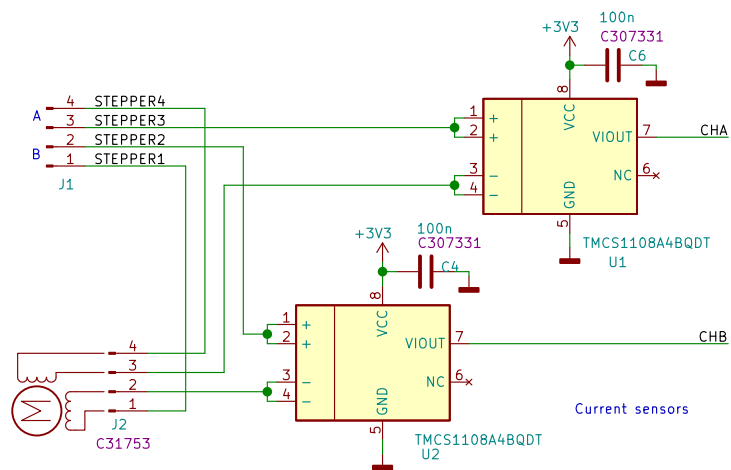 100n
+3V3
C307331
C6
8
VCC
4 STEPPER4
A
3 STEPPER3
1 +
2 +
VIOUT 7 CHA
2 STEPPER2
B
1 STEPPER1
J1
3 -
4 -
NC 6
GND
5
TMCS1108A4BQDT
U1
100n
+3V3
C307331
C4
8
VCC
1 +
2 +
VIOUT 7 CHB
4
3
3 -
4 -
NC 6
2
M
1
GND
5
J2
C31753
Current sensors
TMCS1108A4BQDT
U2